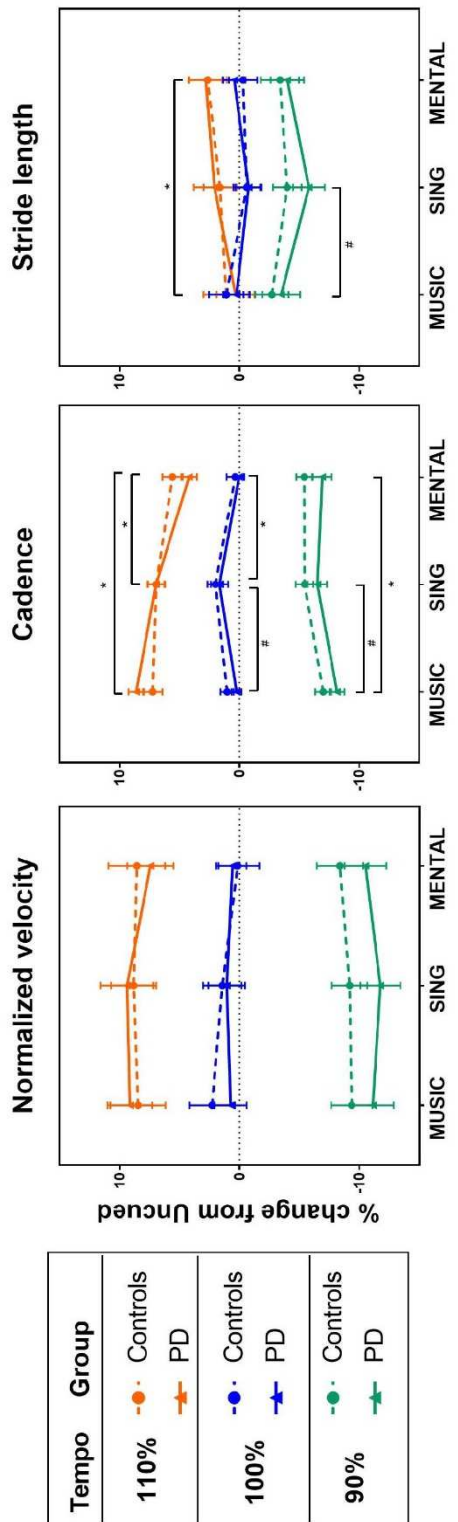 Tempo Group
110% Controls
PD
100% Controls
PD
90% Controls
PD
Normalized velocity
% change from Uncued
10
0
-10
MUSIC SING MENTAL
Cadence
10
0
-10
*
*
*
#
#
*
MUSIC SING MENTAL
Stride length
10
0
-10
*
#
MUSIC SING MENTAL